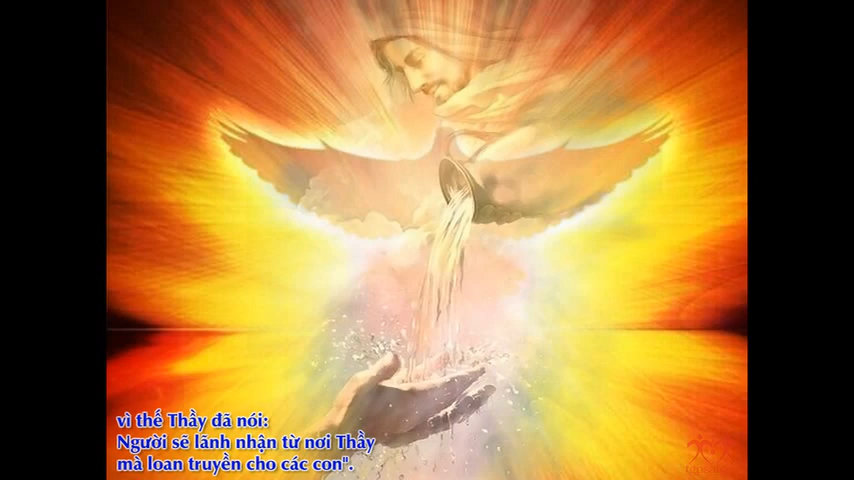 vì thế Thầy đã nói:
Người sẽ lãnh nhận từ nơi Thầy
mà loan truyền cho các con".